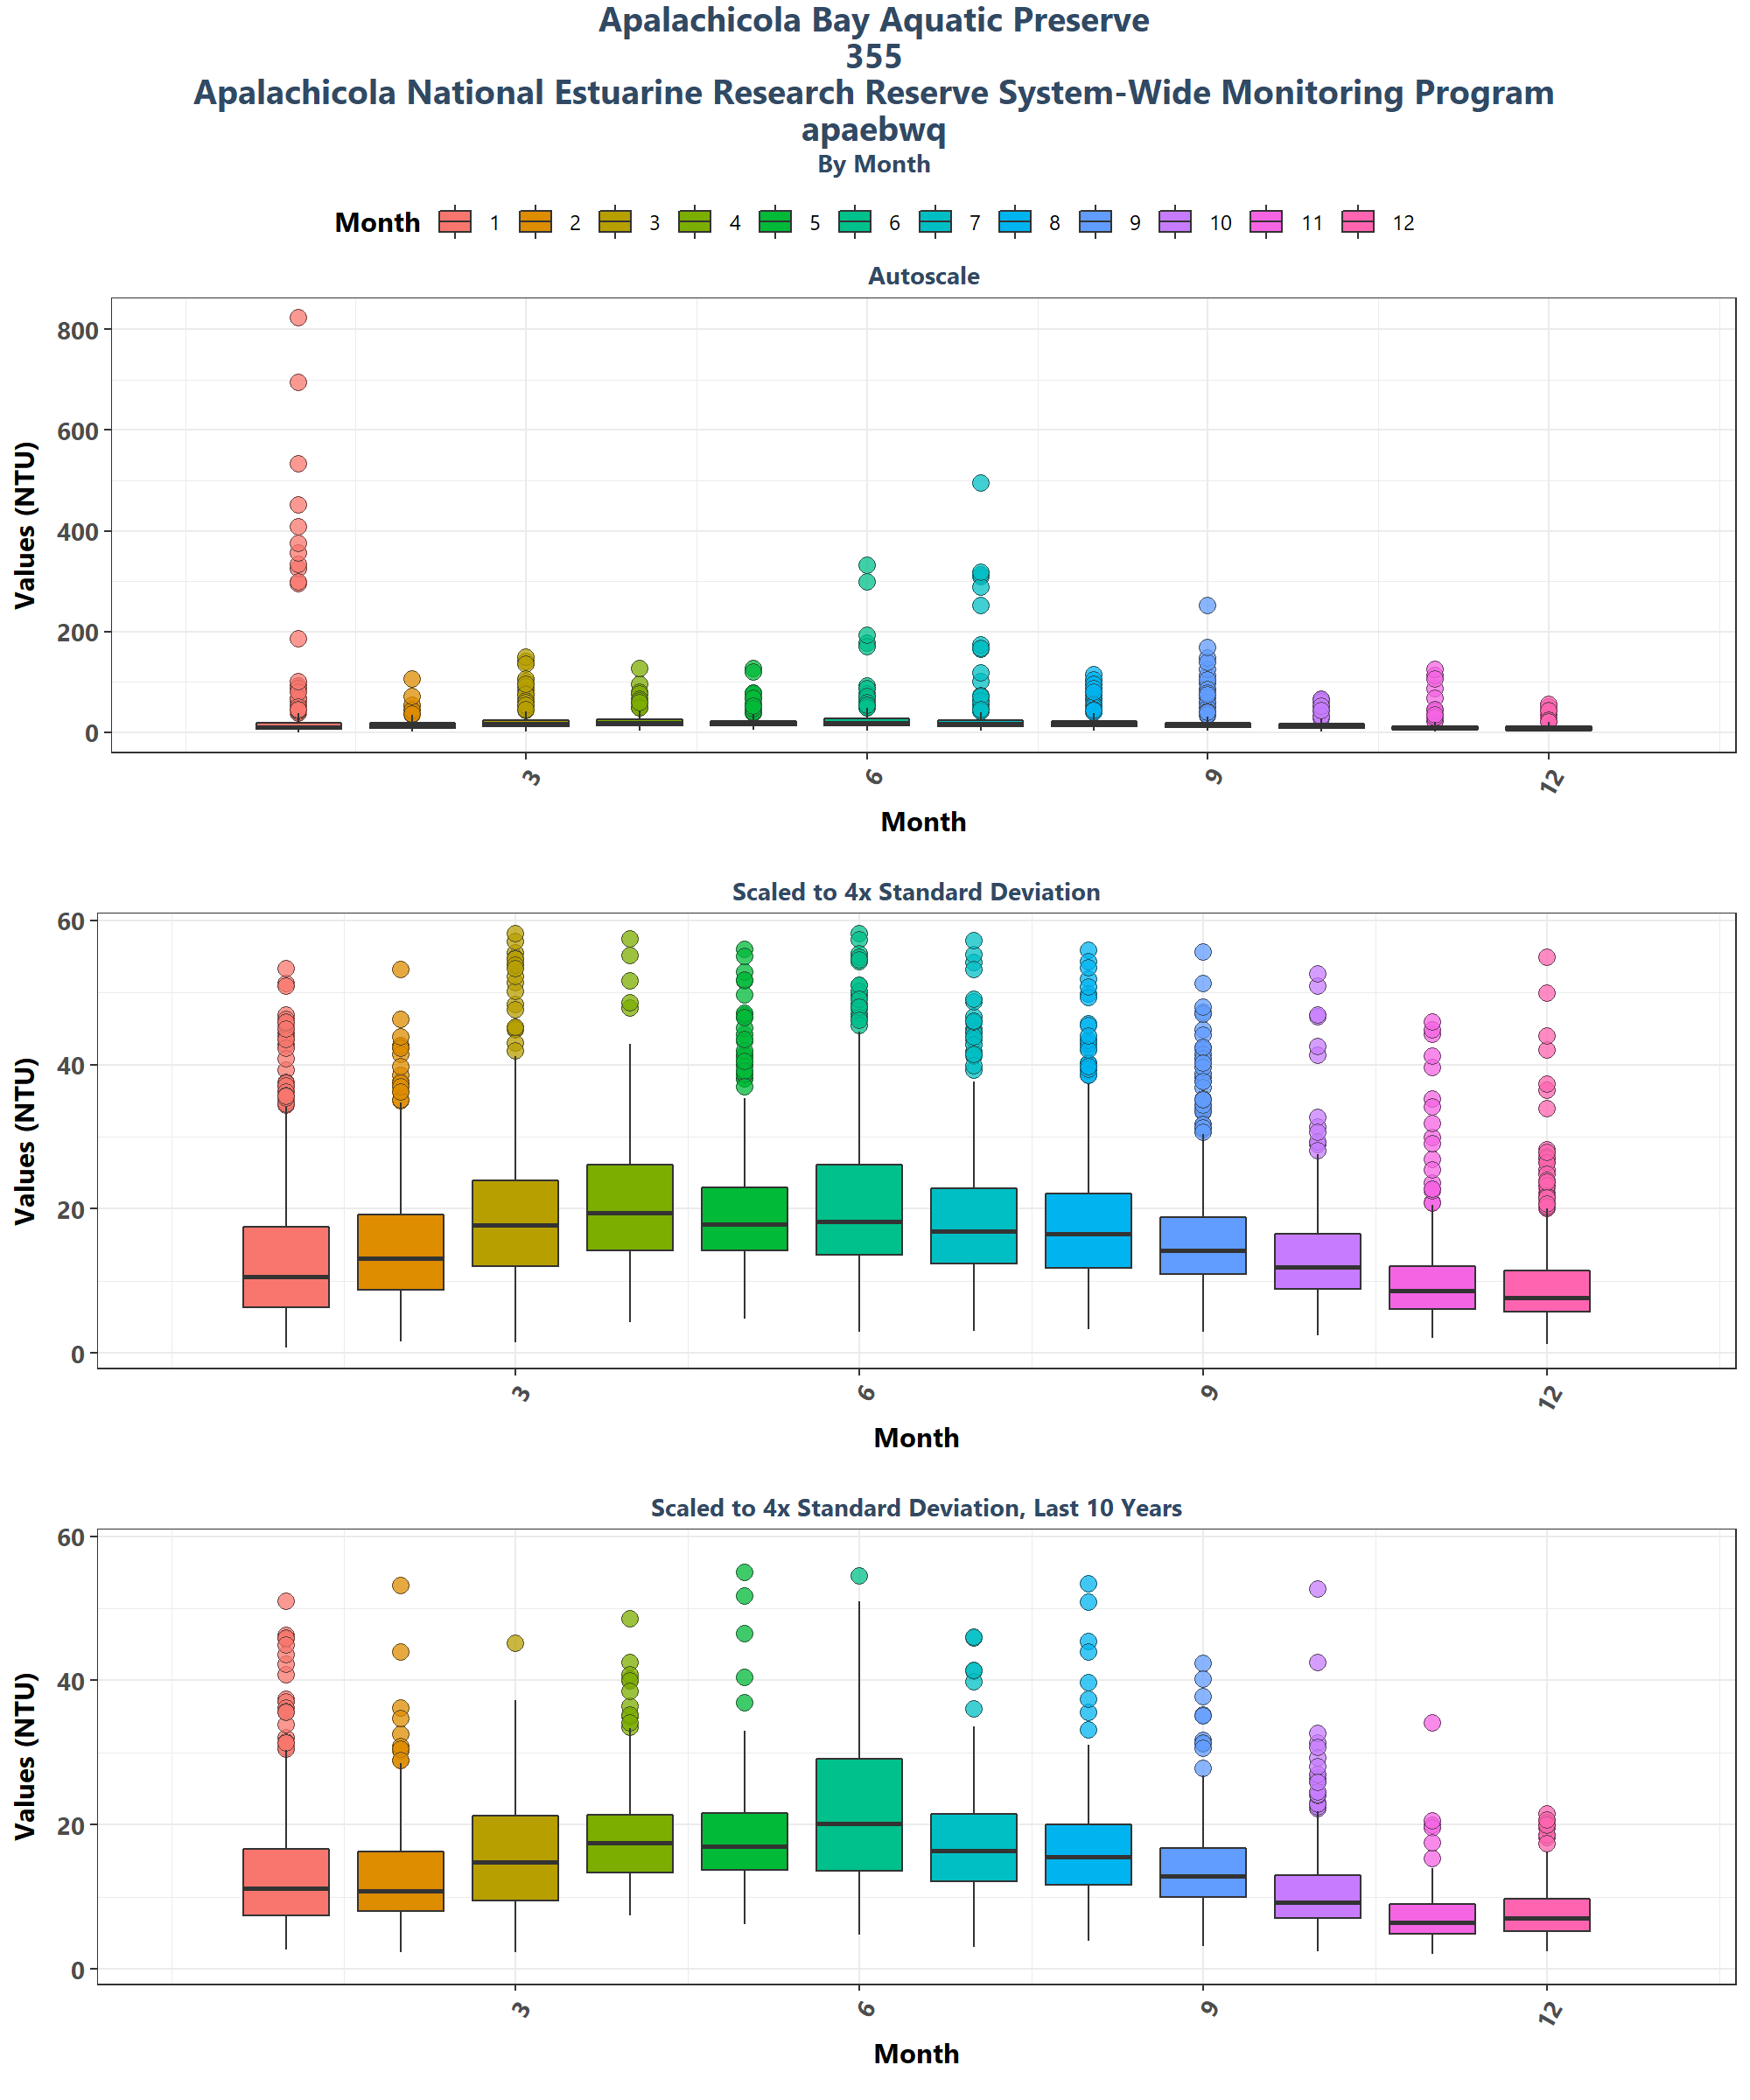 Apalachicola Bay Aquatic Preserve
355
Apalachicola National Estuarine Research Reserve System-Wide Monitoring Program
apaebwq
By Month
Month 1 2 3 4 5 6 7 8 9 10 11 12
Autoscale
Values (NTU)
800
600
400
200
0
3 6 9 12
Month
Scaled to 4x Standard Deviation
Values (NTU)
60
40
20
0
3 6 9 12
Month
Scaled to 4x Standard Deviation, Last 10 Years
Values (NTU)
60
40
20
0
3 6 9 12
Month